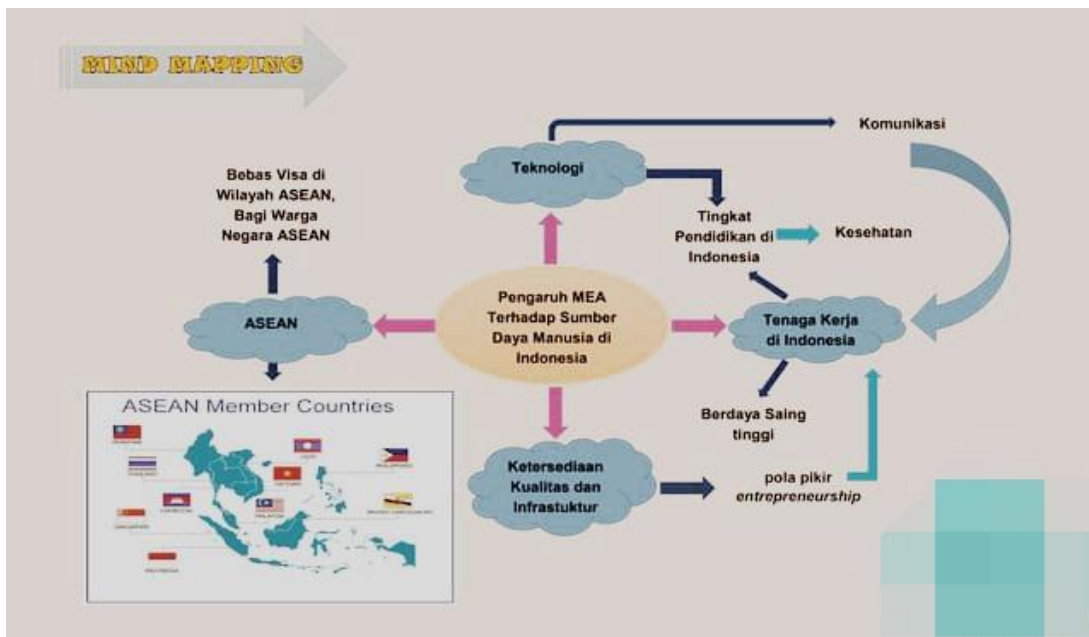 MIND MAPPING
Komunikasi
Teknologi
Bebas Visa di
Wilayah ASEAN,
Bagi Warga
Negara ASEAN
Tingkat
Pendidikan di
Indonesia
Kesehatan
Pengaruh MEA
Terhadap Sumber
Daya Manusia di
Indonesia
ASEAN
Tenaga Kerja
di Indonesia
ASEAN Member Countries
Berdaya Saing
tinggi
Ketersediaan
Kualitas dan
Infrastuktur
pola pikir
entrepreneurship